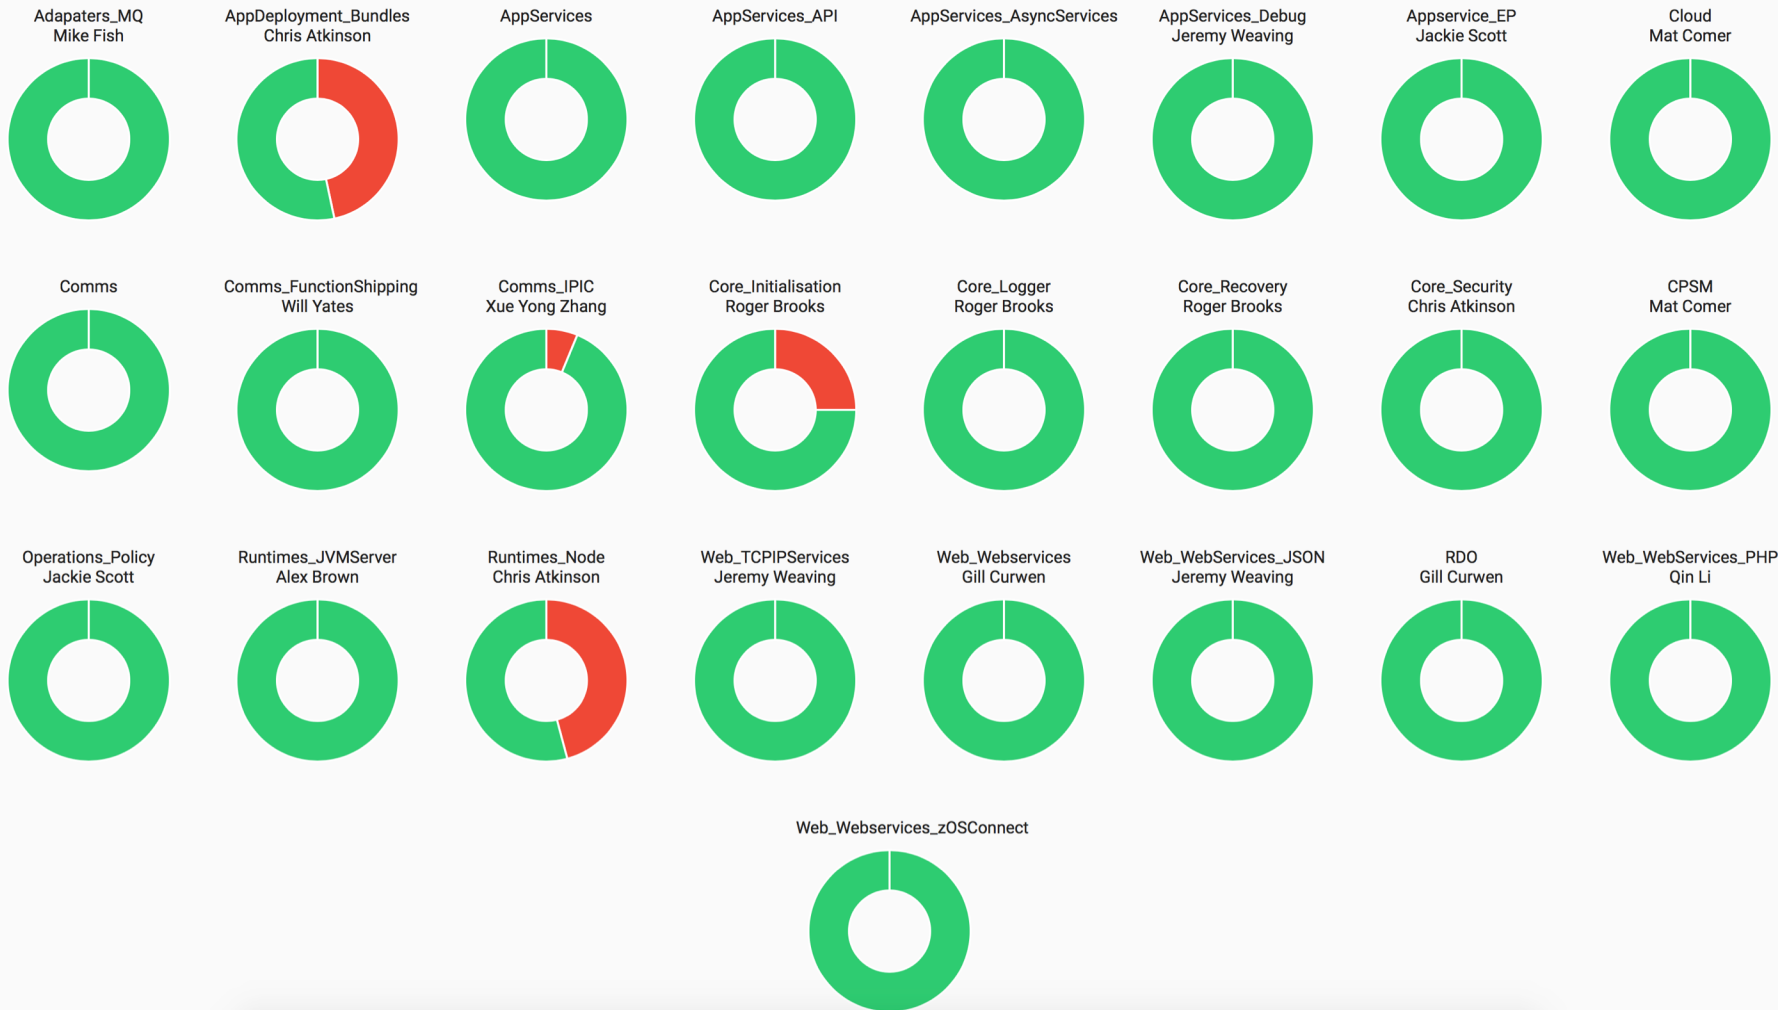 Adapaters_MQ
Mike Fish
AppDeployment_Bundles
Chris Atkinson
AppServices
AppServices_API
AppServices_AsyncServices
AppServices_Debug
Jeremy Weaving
Appservice_EP
Jackie Scott
Cloud
Mat Comer
Comms
Comms_FunctionShipping
Will Yates
Comms_IPIC
Xue Yong Zhang
Core_Initialisation
Roger Brooks
Core_Logger
Roger Brooks
Core_Recovery
Roger Brooks
Core_Security
Chris Atkinson
CPSM
Mat Comer
Operations_Policy
Jackie Scott
Runtimes_JVMServer
Alex Brown
Runtimes_Node
Chris Atkinson
Web_TCPIPServices
Jeremy Weaving
Web_Webservices
Gill Curwen
Web_WebServices_JSON
Jeremy Weaving
RDO
Gill Curwen
Web_WebServices_PHP
Qin Li
Web_Webservices_zOSConnect